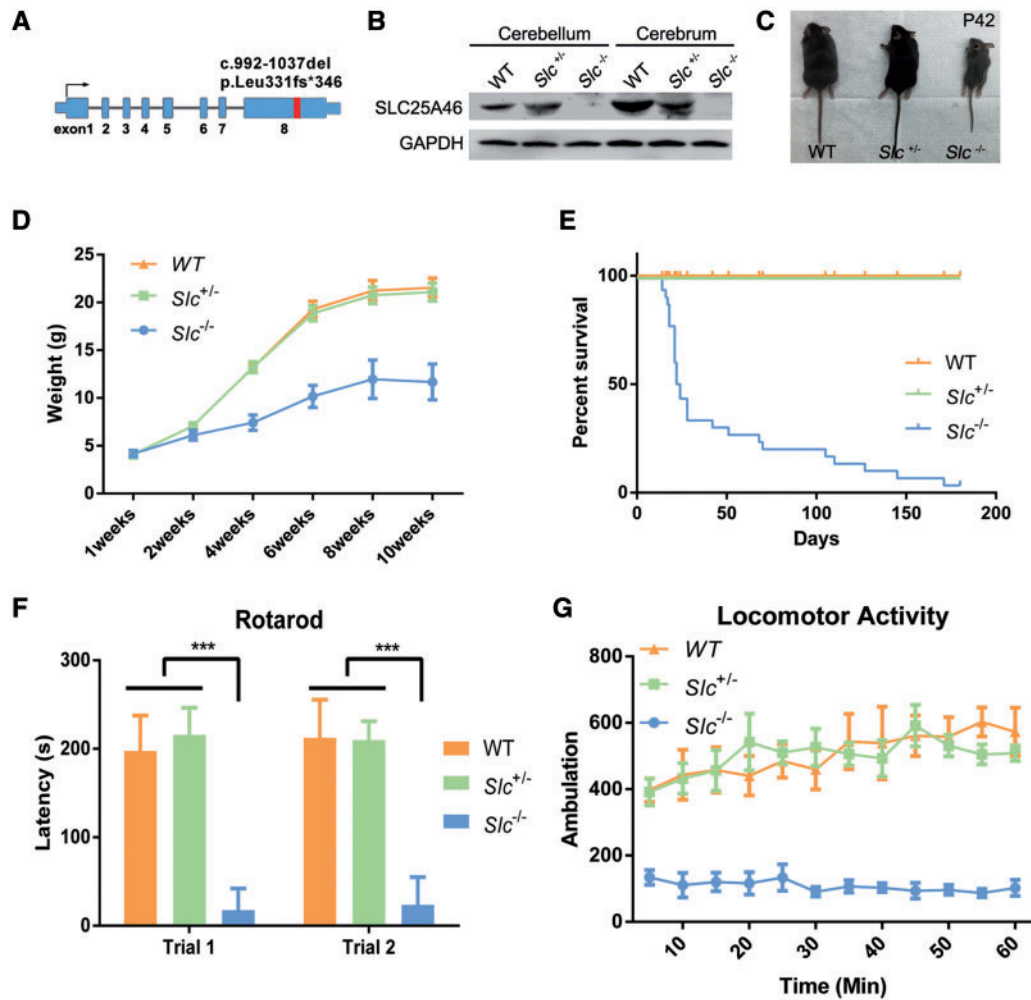 A
c.992-1037del
p.Leu331fs*346
exon1 2 3 4 5 6 7 8
B
Cerebellum Cerebrum
WT Slc+/- Slc-/- WT Slc+/- Slc-/-
SLC25A46
GAPDH
C
P42
WT Slc+/- Slc-/-
D
WT
Slc+/-
Slc-/-
Weight (g)
25
20
15
10
5
0
1weeks 2weeks 4weeks 6weeks 8weeks 10weeks
E
Percent survival
100
50
0
WT
Slc+/-
Slc-/-
0 50 100 150 200
Days
F
Rotarod
*** ***
Latency (s)
300
200
100
0
WT
Slc+/-
Slc-/-
Trial 1 Trial 2
G
Locomotor Activity
WT
Slc+/-
Slc-/-
Ambulation
800
600
400
200
0
10 20 30 40 50 60
Time (Min)